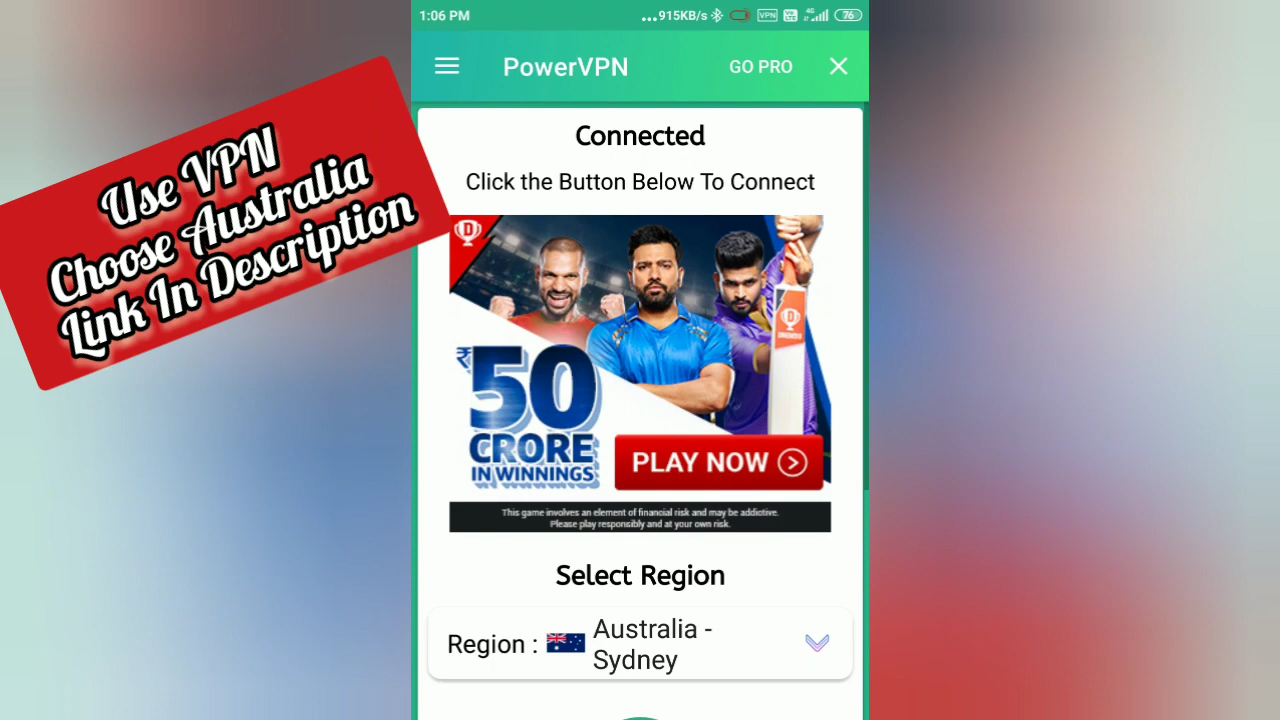 1:06 PM
...915KB/s
VPN
4G
76
PowerVPN
GO PRO
Use VPN
Choose Australia
Link In Description
Connected
Click the Button Below To Connect
D
D
₹50
CRORE
IN WINNINGS
PLAY NOW
This game involves an element of financial risk and may be addictive.
Please play responsibly and at your own risk.
Select Region
Region : Australia -
Sydney